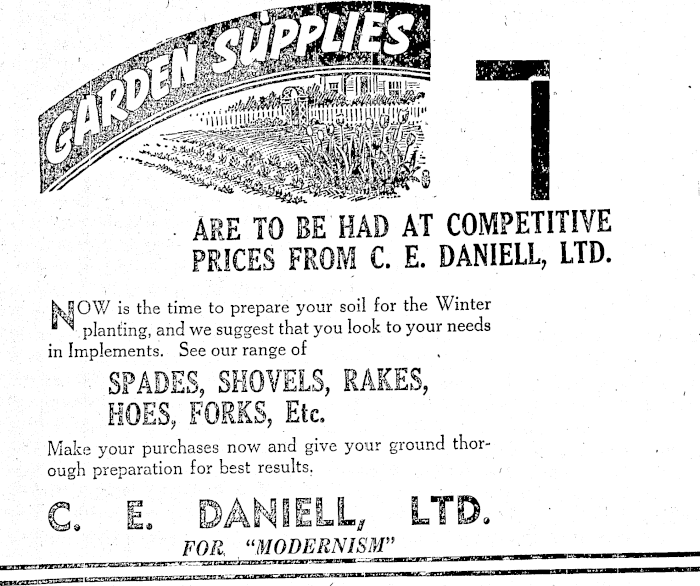 GARDEN SUPPLIES
ARE TO BE HAD AT COMPETITIVE
PRICES FROM C. E. DANIELL, LTD.
NOW is the time to prepare your soil for the Winter
planting, and we suggest that you look to your needs
in Implements. See our range of
SPADES, SHOVELS, RAKES,
HOES, FORKS, Etc.
Make your purchases now and give your ground thor-
ough preparation for best results.
C. E. DANIELL, LTD.
FOR "MODERNISM"